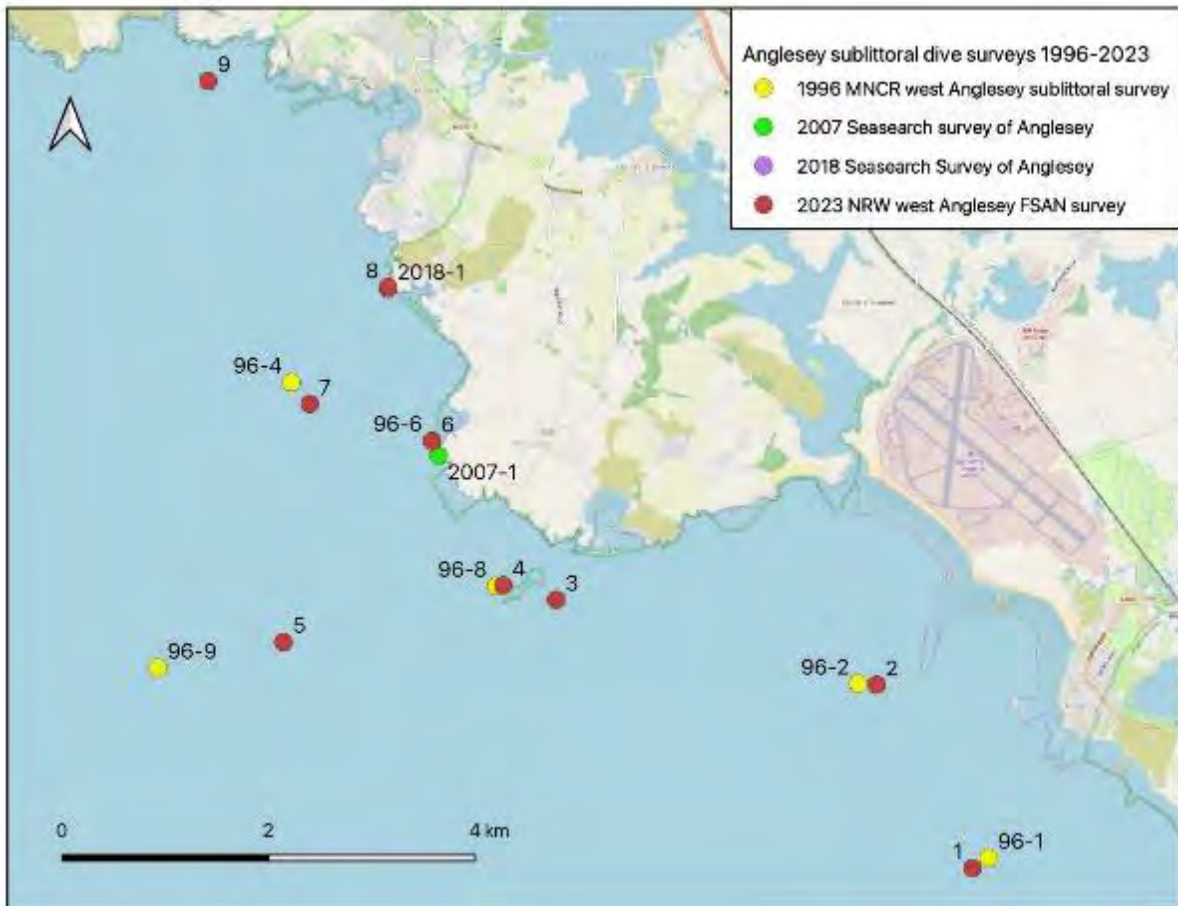 Anglesey sublittoral dive surveys 1996-2023
1996 MNCR west Anglesey sublittoral survey
2007 Seasearch survey of Anglesey
2018 Seasearch Survey of Anglesey
2023 NRW west Anglesey FSAN survey
9
8 2018-1
96-4
7
96-6 6
2007-1
96-8 4
3
5
96-9
96-2 2
96-1
1
0 2 4 km